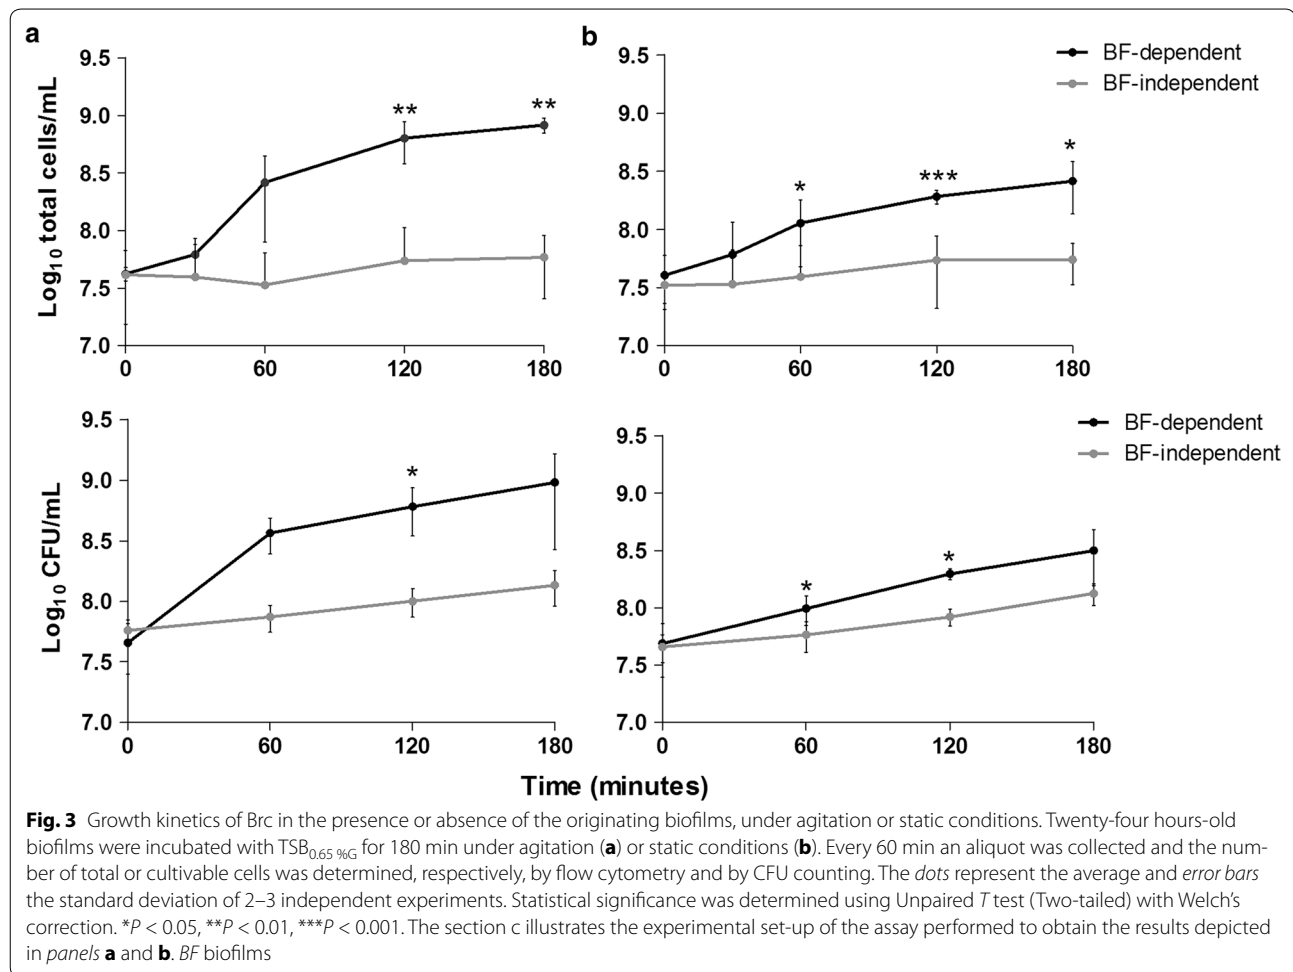 a
b
BF-dependent
BF-independent
Log10 total cells/mL
9.5
9.0
8.5
8.0
7.5
7.0
** **
0 60 120 180
9.5
9.0
8.5
8.0
7.5
7.0
* *** *
0 60 120 180
Log10 CFU/mL
9.5
9.0
8.5
8.0
7.5
7.0
*
0 60 120 180
BF-dependent
BF-independent
9.5
9.0
8.5
8.0
7.5
7.0
* *
0 60 120 180
Time (minutes)
Fig. 3 Growth kinetics of Brc in the presence or absence of the originating biofilms, under agitation or static conditions. Twenty-four hours-old
biofilms were incubated with TSB0.65 %G for 180 min under agitation (a) or static conditions (b). Every 60 min an aliquot was collected and the num-
ber of total or cultivable cells was determined, respectively, by flow cytometry and by CFU counting. The dots represent the average and error bars
the standard deviation of 2–3 independent experiments. Statistical significance was determined using Unpaired T test (Two-tailed) with Welch's
correction. *P < 0.05, **P < 0.01, ***P < 0.001. The section c illustrates the experimental set-up of the assay performed to obtain the results depicted
in panels a and b. BF biofilms